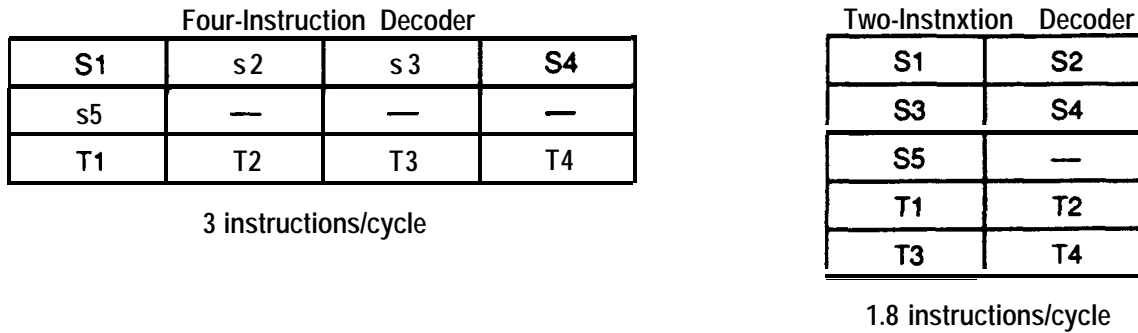 Four-Instruction Decoder
S1 s2 s3 S4
s5 — — —
T1 T2 T3 T4
3 instructions/cycle
Two-Instnxtion Decoder
S1 S2
S3 S4
S5 —
T1 T2
T3 T4
1.8 instructions/cycle